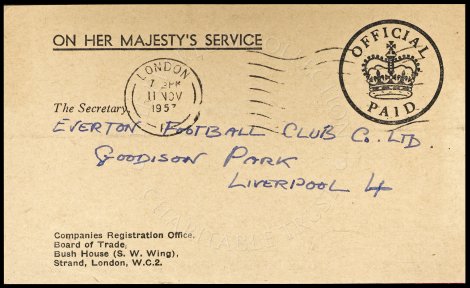 ON HER MAJESTY'S SERVICE
OFFICIAL
PAID
LONDON
11 NOV
1957
The Secretary,
EVERTON FOOTBALL CLUB Co. LTD.
GOODISON PARK
LIVERPOOL 4
Companies Registration Office.
Board of Trade,
Bush House (S. W. Wing),
Strand, London, W.C.2.